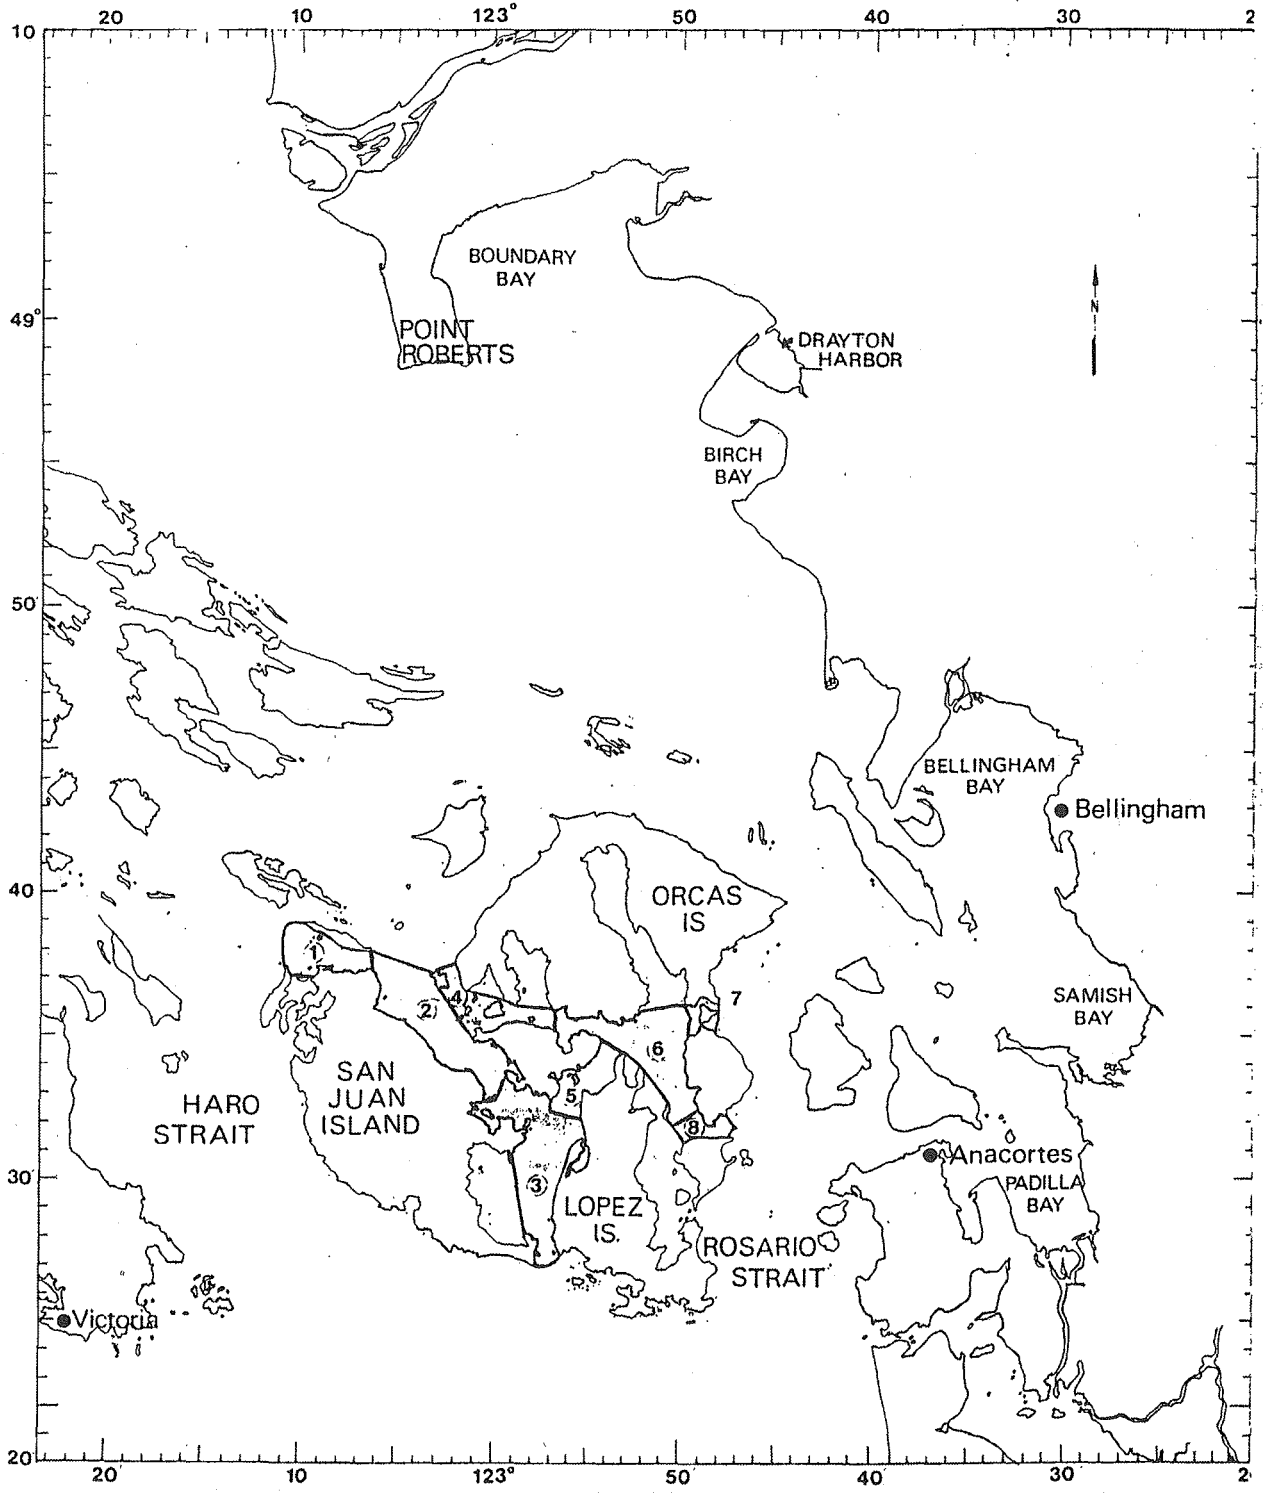 20 10 123° 50 40 30 2
10
BOUNDARY
BAY
N
49°
POINT
ROBERTS
DRAYTON
HARBOR
BIRCH
BAY
50'
BELLINGHAM
BAY
Bellingham
40
ORCAS
IS
1
2
4
7
SAMISH
BAY
6
SAN
JUAN
ISLAND
HARO
STRAIT
5
8
Anacortes
30
3
PADILLA
BAY
LOPEZ
IS.
ROSARIO
STRAIT
Victoria
20
20' 10 123° 50' 40' 30 2